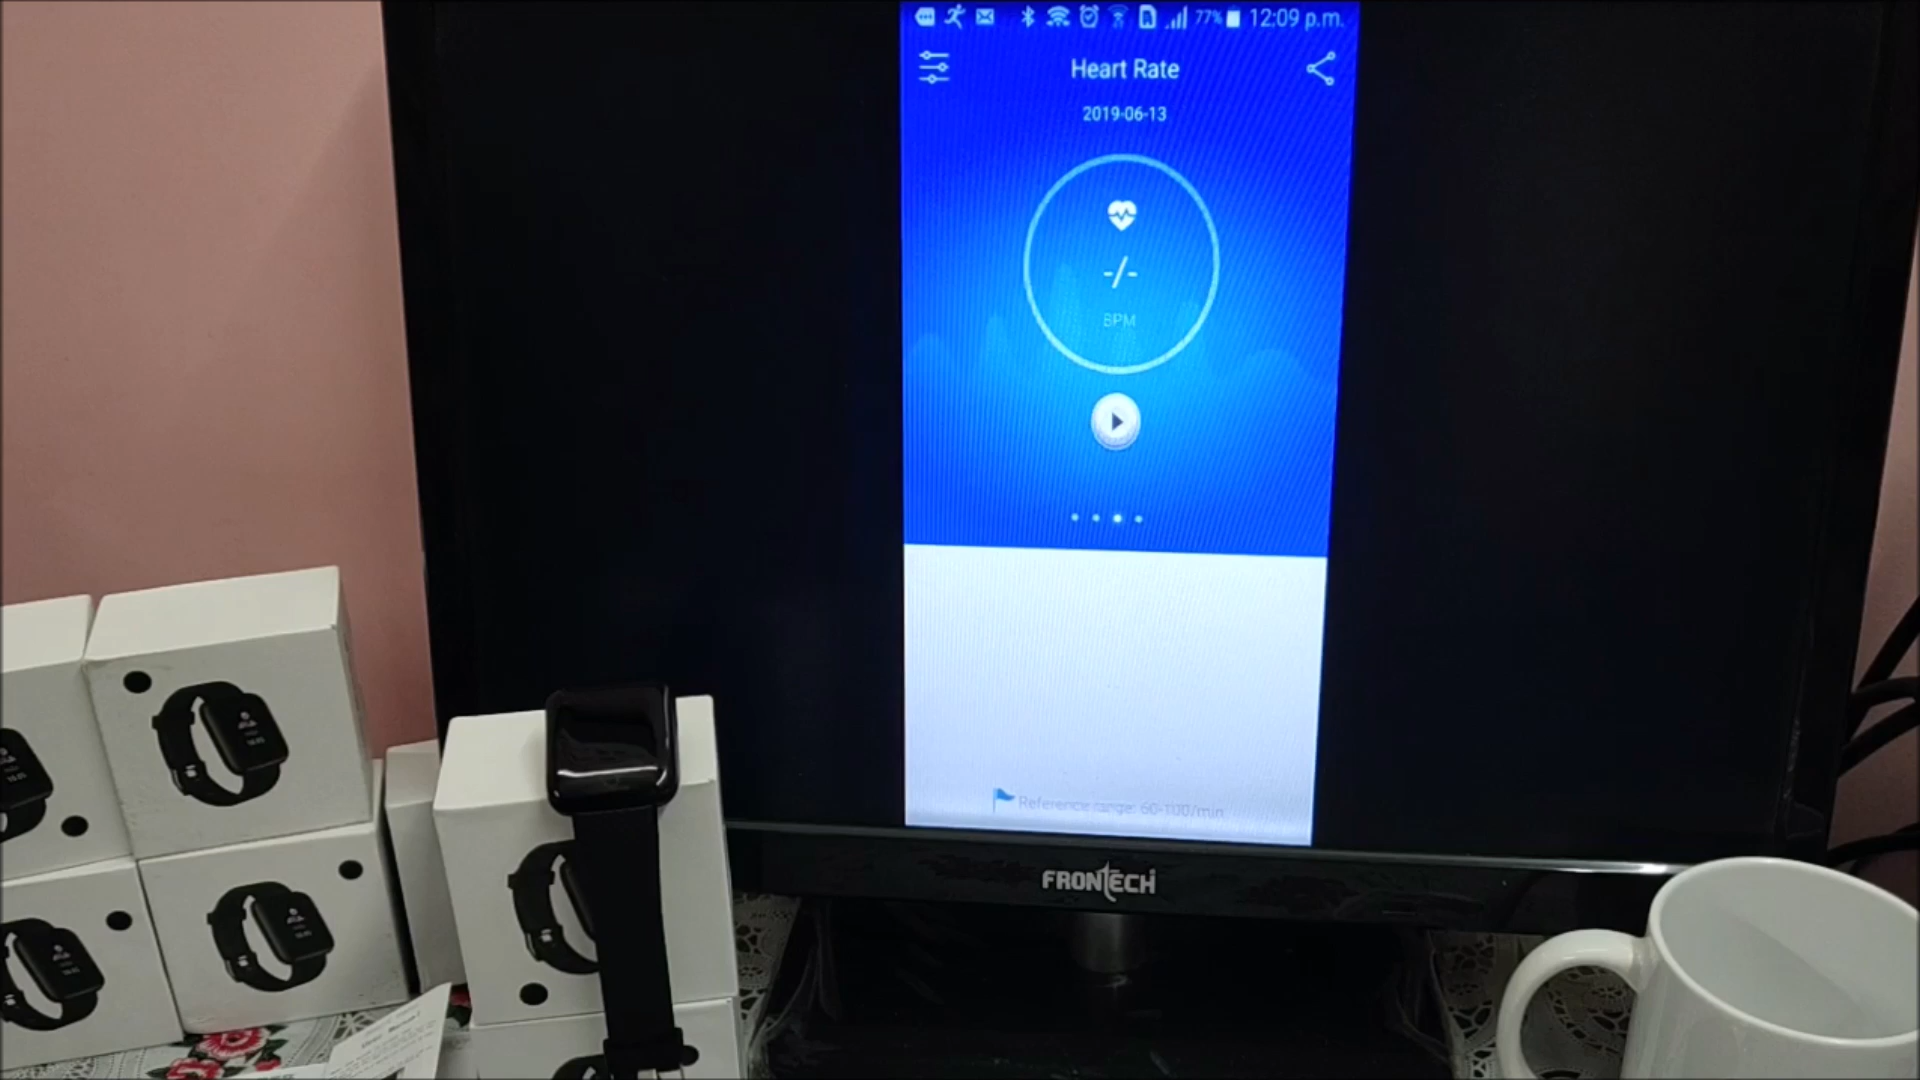 77% 12:09 p.m.
Heart Rate
2019-06-13
-/-
BPM
Reference range: 60-100/min
FRONTECH